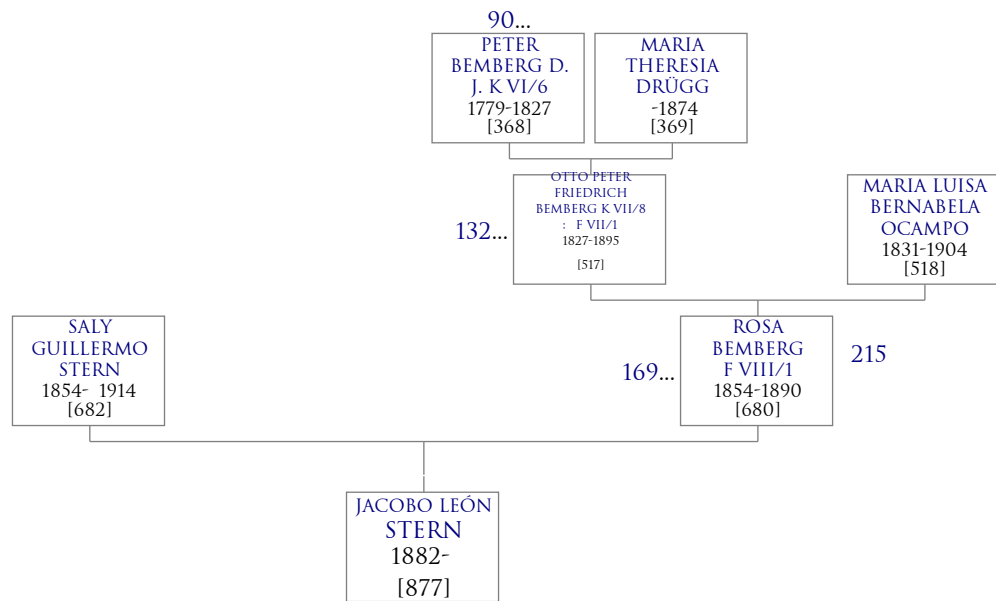 90...
PETER
BEMBERG D.
J. K VI/6
1779-1827
[368]
MARIA
THERESIA
DRÜGG
-1874
[369]
132...
OTTO PETER
FRIEDRICH
BEMBERG K VII/8
: F VII/1
1827-1895
[517]
MARIA LUISA
BERNABELA
OCAMPO
1831-1904
[518]
SALY
GUILLERMO
STERN
1854- 1914
[682]
169...
ROSA
BEMBERG
F VIII/1
1854-1890
[680]
215
JACOBO LEÓN
STERN
1882-
[877]